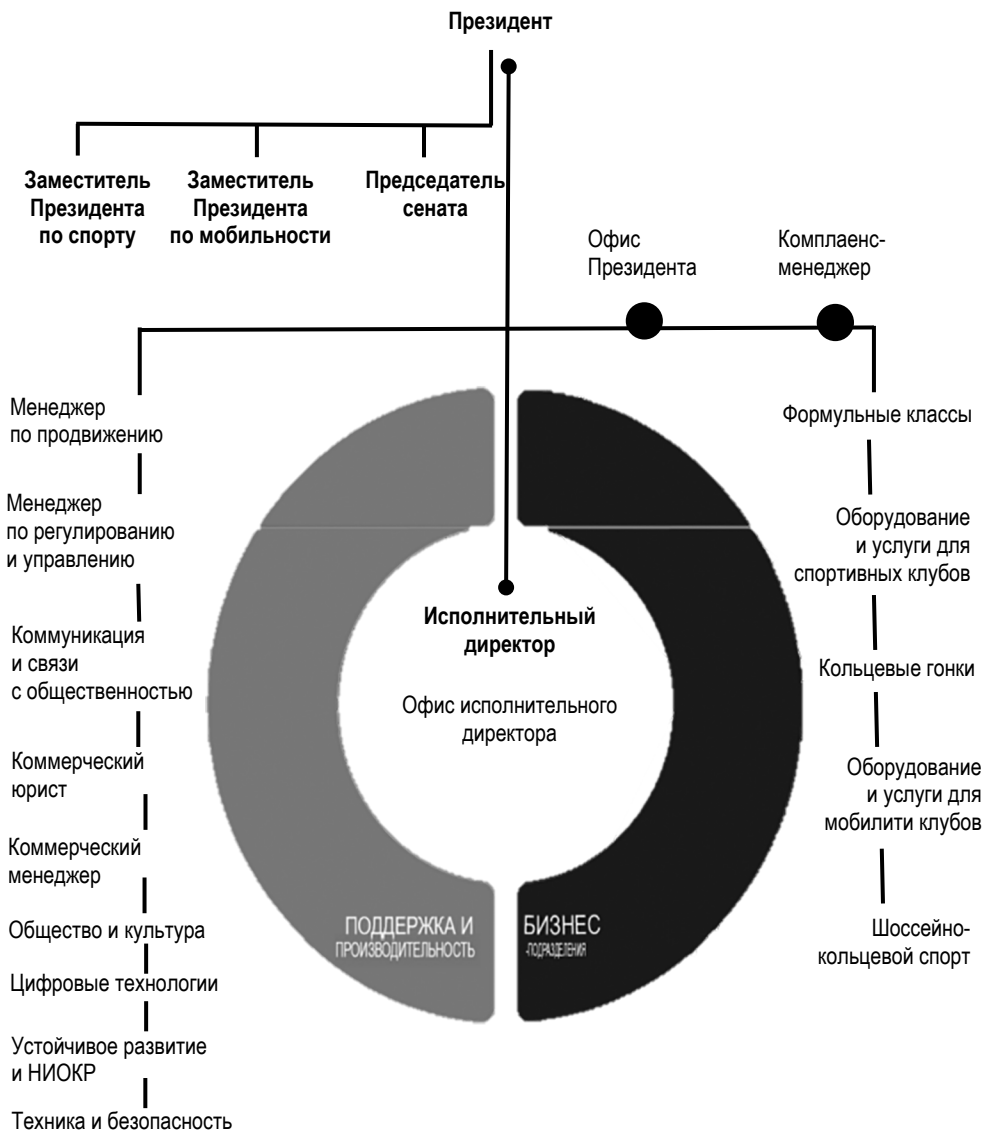 Президент
Заместитель
Президента
по спорту
Заместитель
Президента
по мобильности
Председатель
сената
Офис
Президента
Комплаенс-
менеджер
Менеджер
по продвижению
Менеджер
по регулированию
и управлению
Коммуникация
и связи
с общественностью
Коммерческий
юрист
Коммерческий
менеджер
Общество и культура
Цифровые технологии
Устойчивое развитие
и НИОКР
Техника и безопасность
Исполнительный
директор
Офис исполнительного
директора
ПОДДЕРЖКА И
ПРОИЗВОДИТЕЛЬНОСТЬ
БИЗНЕС
-ПОДРАЗДЕЛЕНИЯ
Формульные классы
Оборудование
и услуги для
спортивных клубов
Кольцевые гонки
Оборудование
и услуги для
мобилити клубов
Шоссейно-
кольцевой спорт